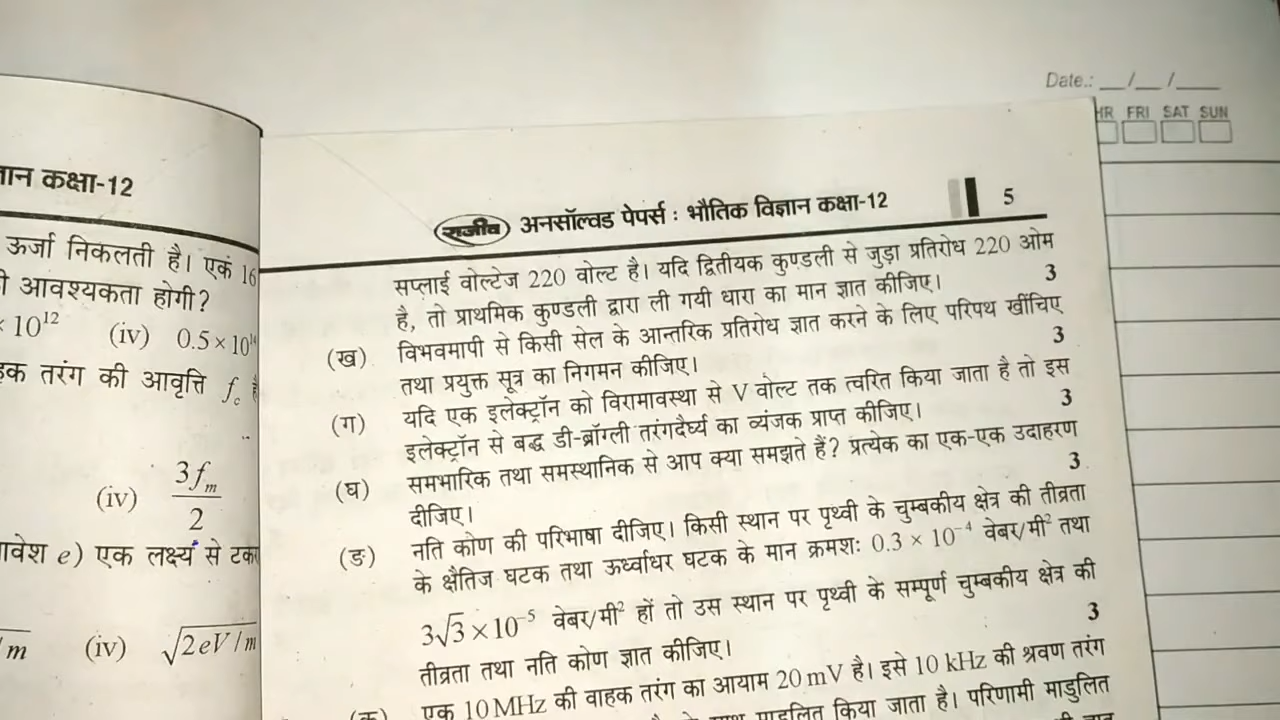 Date.: __/__ /___
HR FRI SAT SUN
ान कक्षा-12
ऊर्जा निकलती है। एक 16
आवश्यकता होगी?
× 10¹² (iv) 0.5×10¹⁴
हक तरंग की आवृत्ति f_c है
(iv) 3f_m / 2
ावेश e) एक लक्ष्य से टकरा
/m (iv) √2eV/m
राजीव अनसॉल्वड पेपर्स : भौतिक विज्ञान कक्षा-12 5
सप्लाई वोल्टेज 220 वोल्ट है। यदि द्वितीयक कुण्डली से जुड़ा प्रतिरोध 220 ओम
है, तो प्राथमिक कुण्डली द्वारा ली गयी धारा का मान ज्ञात कीजिए। 3
(ख) विभवमापी से किसी सेल के आन्तरिक प्रतिरोध ज्ञात करने के लिए परिपथ खींचिए
तथा प्रयुक्त सूत्र का निगमन कीजिए। 3
(ग) यदि एक इलेक्ट्रॉन को विरामावस्था से V वोल्ट तक त्वरित किया जाता है तो इस
इलेक्ट्रॉन से बद्ध डी-ब्रॉग्ली तरंगदैर्घ्य का व्यंजक प्राप्त कीजिए। 3
(घ) समभारिक तथा समस्थानिक से आप क्या समझते हैं? प्रत्येक का एक-एक उदाहरण
दीजिए। 3
(ङ) नति कोण की परिभाषा दीजिए। किसी स्थान पर पृथ्वी के चुम्बकीय क्षेत्र की तीव्रता
के क्षैतिज घटक तथा ऊर्ध्वाधर घटक के मान क्रमशः 0.3 × 10⁻⁴ वेबर/मी² तथा
3√3×10⁻⁵ वेबर/मी² हों तो उस स्थान पर पृथ्वी के सम्पूर्ण चुम्बकीय क्षेत्र की
तीव्रता तथा नति कोण ज्ञात कीजिए। 3
(क) एक 10 MHz की वाहक तरंग का आयाम 20 mV है। इसे 10 kHz की श्रवण तरंग
माडुलित किया जाता है। परिणामी माडुलित